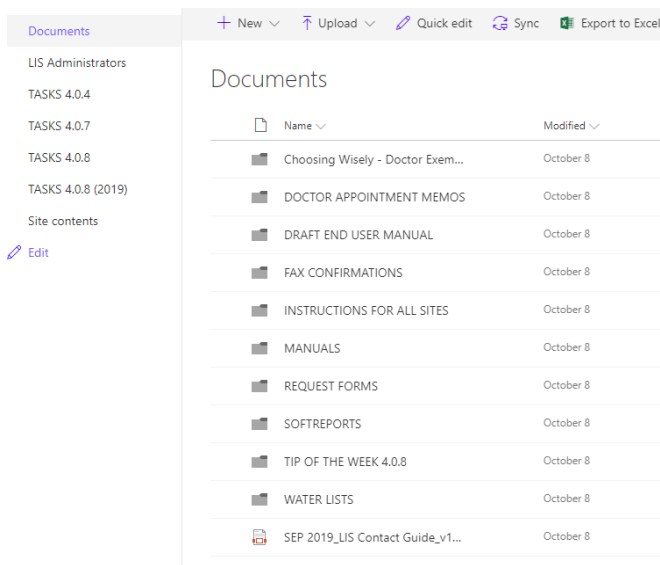 Documents
LIS Administrators
TASKS 4.0.4
TASKS 4.0.7
TASKS 4.0.8
TASKS 4.0.8 (2019)
Site contents
Edit
New Upload Quick edit Sync Export to Excel
Documents
Name Modified
Choosing Wisely - Doctor Exem... October 8
DOCTOR APPOINTMENT MEMOS October 8
DRAFT END USER MANUAL October 8
FAX CONFIRMATIONS October 8
INSTRUCTIONS FOR ALL SITES October 8
MANUALS October 8
REQUEST FORMS October 8
SOFTREPORTS October 8
TIP OF THE WEEK 4.0.8 October 8
WATER LISTS October 8
SEP 2019_LIS Contact Guide_v1... October 8